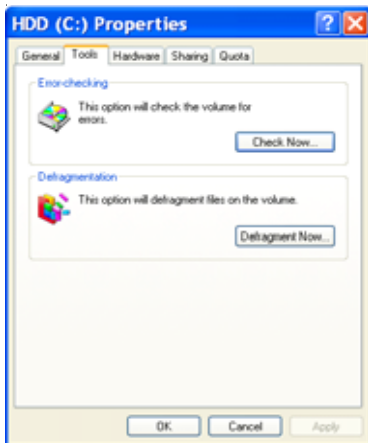 HDD (C:) Properties
General Tools Hardware Sharing Quota
Error-checking
This option will check the volume for
errors.
Check Now...
Defragmentation
This option will defragment files on the volume.
Defragment Now...
OK Cancel Apply